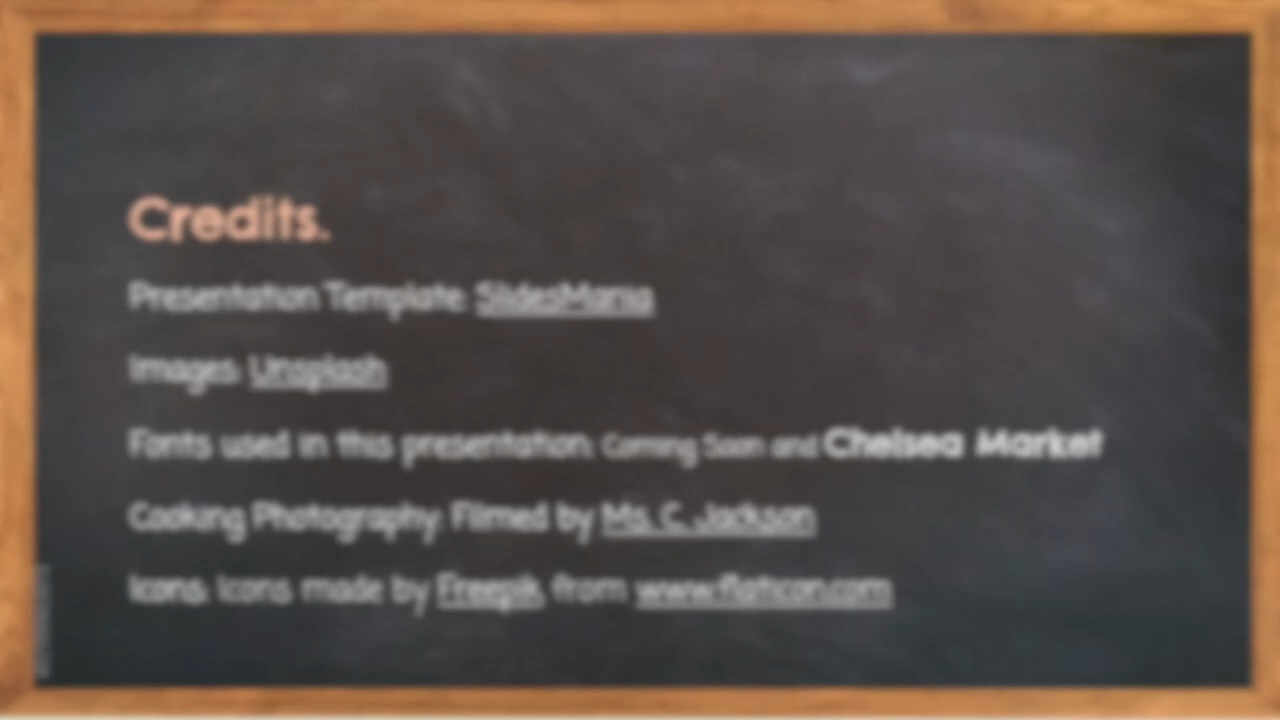 Credits.
Presentation Template: SlidesMania
Images: Unsplash
Fonts used in this presentation: Coming Soon and Chelsea Market
Cooking Photography: Filmed by Ms. C. Jackson
Icons: Icons made by Freepik from www.flaticon.com